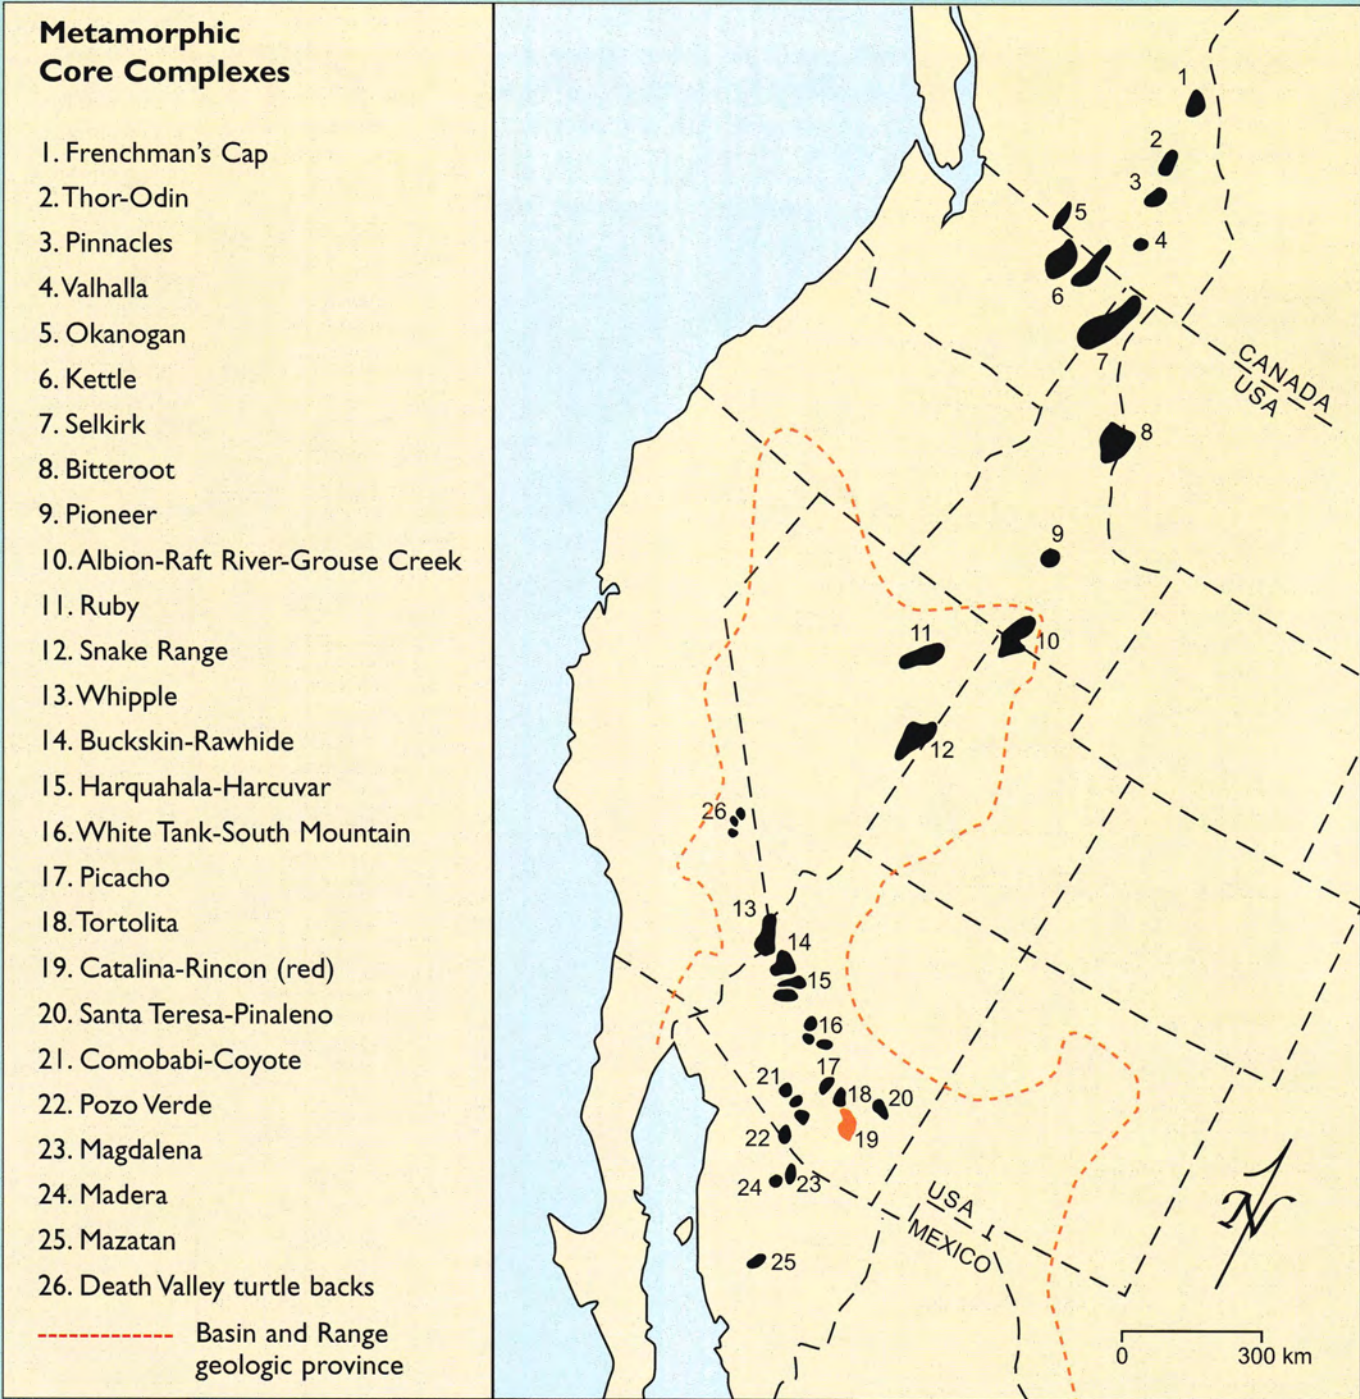 Metamorphic
Core Complexes
1. Frenchman's Cap
2. Thor-Odin
3. Pinnacles
4. Valhalla
5. Okanogan
6. Kettle
7. Selkirk
8. Bitteroot
9. Pioneer
10. Albion-Raft River-Grouse Creek
11. Ruby
12. Snake Range
13. Whipple
14. Buckskin-Rawhide
15. Harquahala-Harcuvar
16. White Tank-South Mountain
17. Picacho
18. Tortolita
19. Catalina-Rincon (red)
20. Santa Teresa-Pinaleno
21. Comobabi-Coyote
22. Pozo Verde
23. Magdalena
24. Madera
25. Mazatan
26. Death Valley turtle backs
Basin and Range
geologic province
1
2
3
5
4
6
7
CANADA
USA
8
9
11
10
12
26
13
14
15
16
17
21
18
20
22
19
24
23
USA
MEXICO
25
N
0
300 km